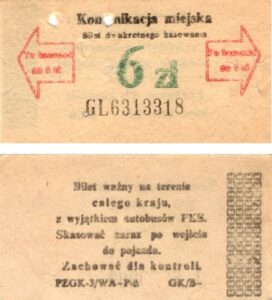 Komunikacja miejska
Bilet dwukrotnego kasowania
6 zł
GL6313318
Bilet ważny na terenie
całego kraju,
z wyjątkiem autobusów PKS.
Skasować zaraz po wejściu
do pojazdu.
Zachować dla kontroli.
PZGK-3/WA-P-6 GK/B-